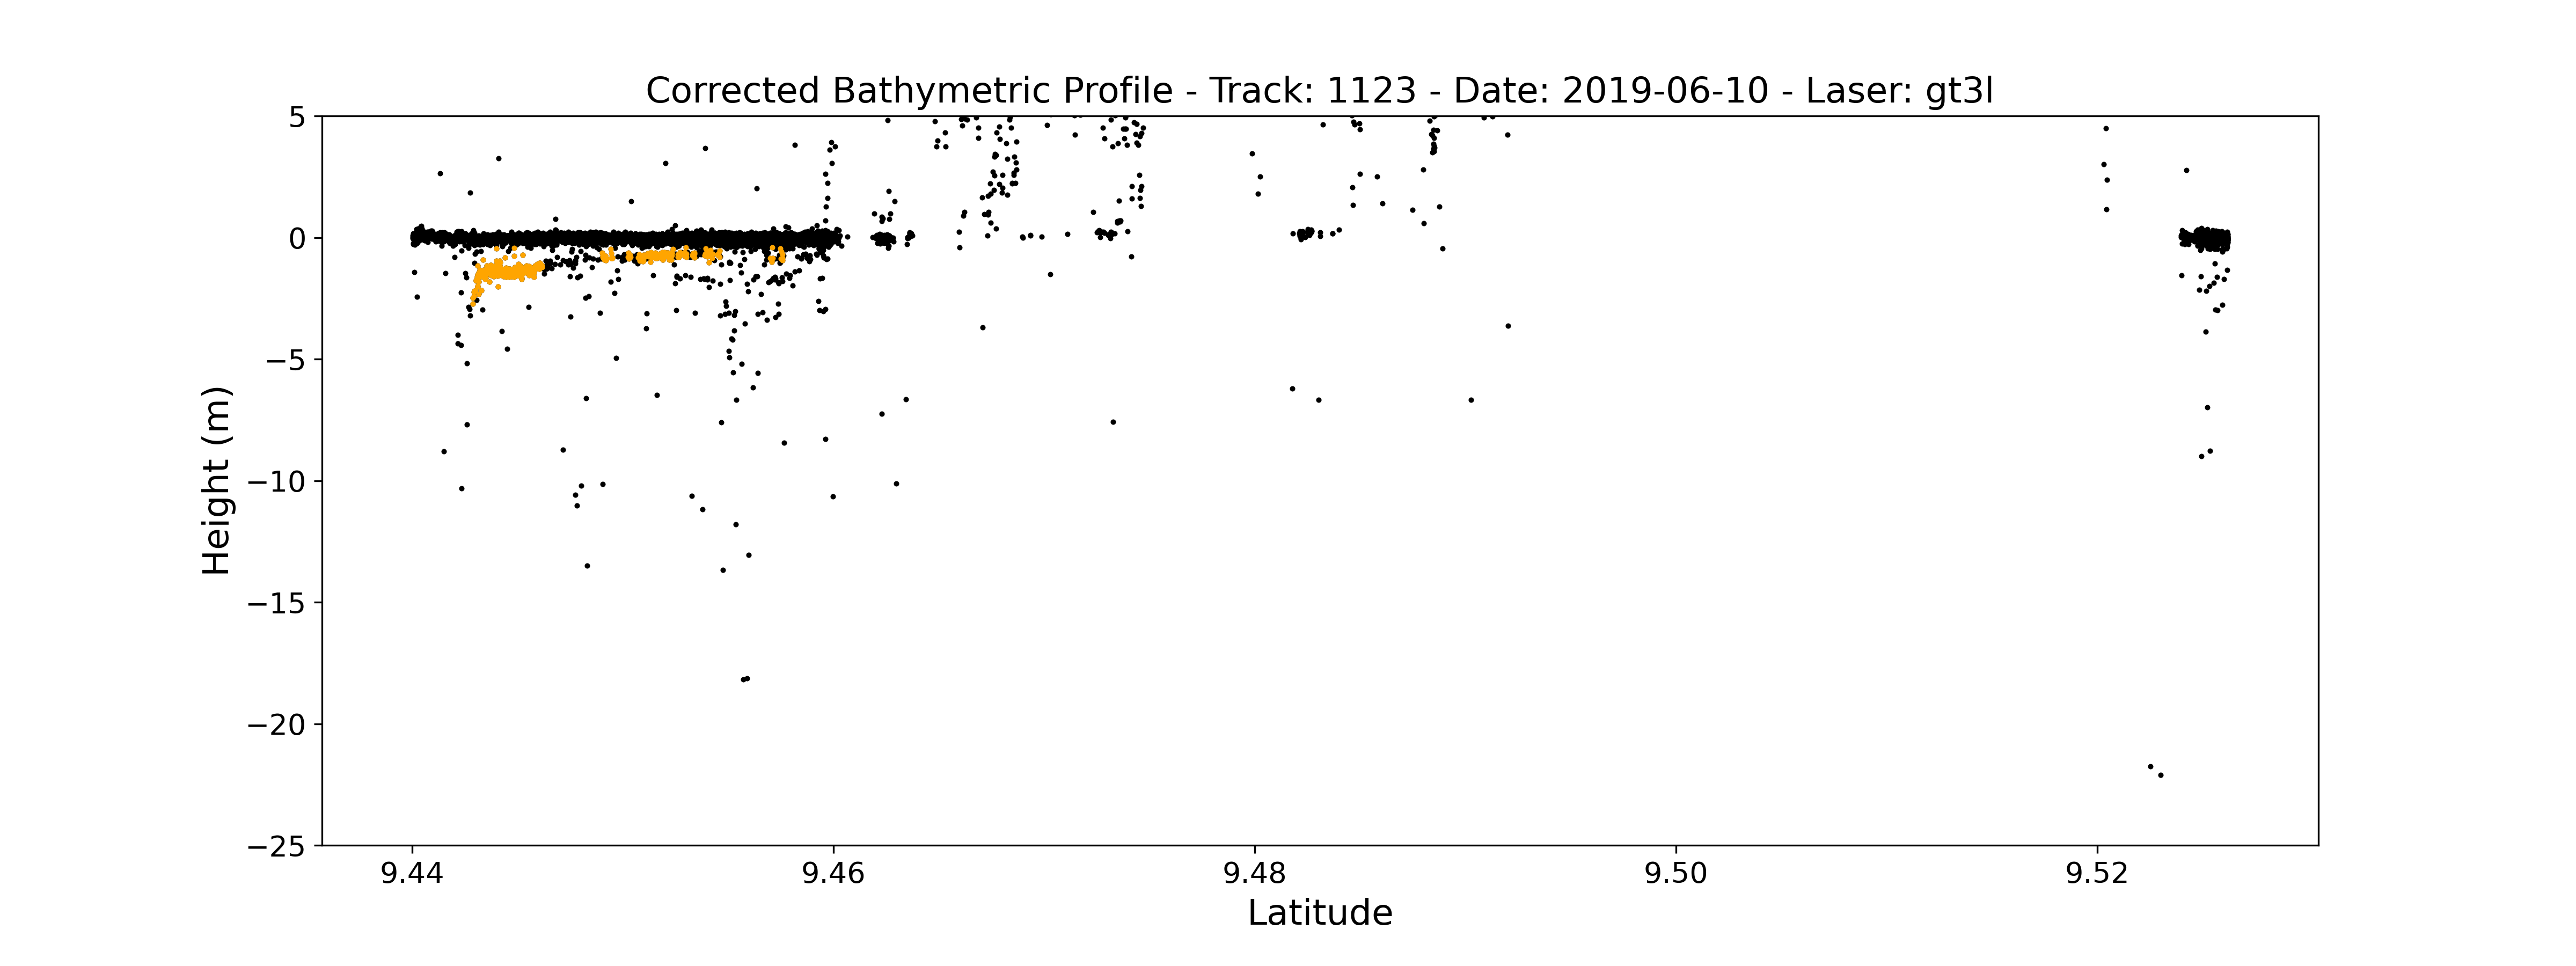 Corrected Bathymetric Profile - Track: 1123 - Date: 2019-06-10 - Laser: gt3l
Height (m)
5
0
−5
−10
−15
−20
−25
9.44 9.46 9.48 9.50 9.52
Latitude